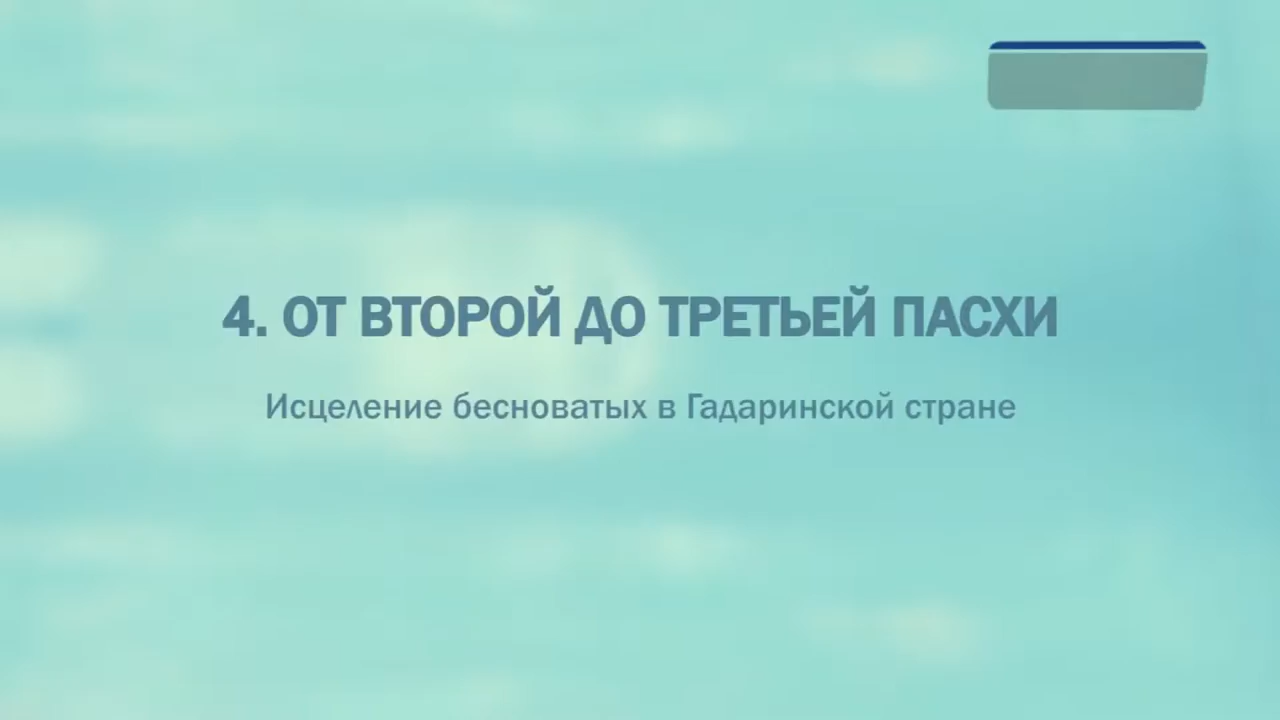 4. ОТ ВТОРОЙ ДО ТРЕТЬЕЙ ПАСХИ
Исцеление бесноватых в Гадаринской стране